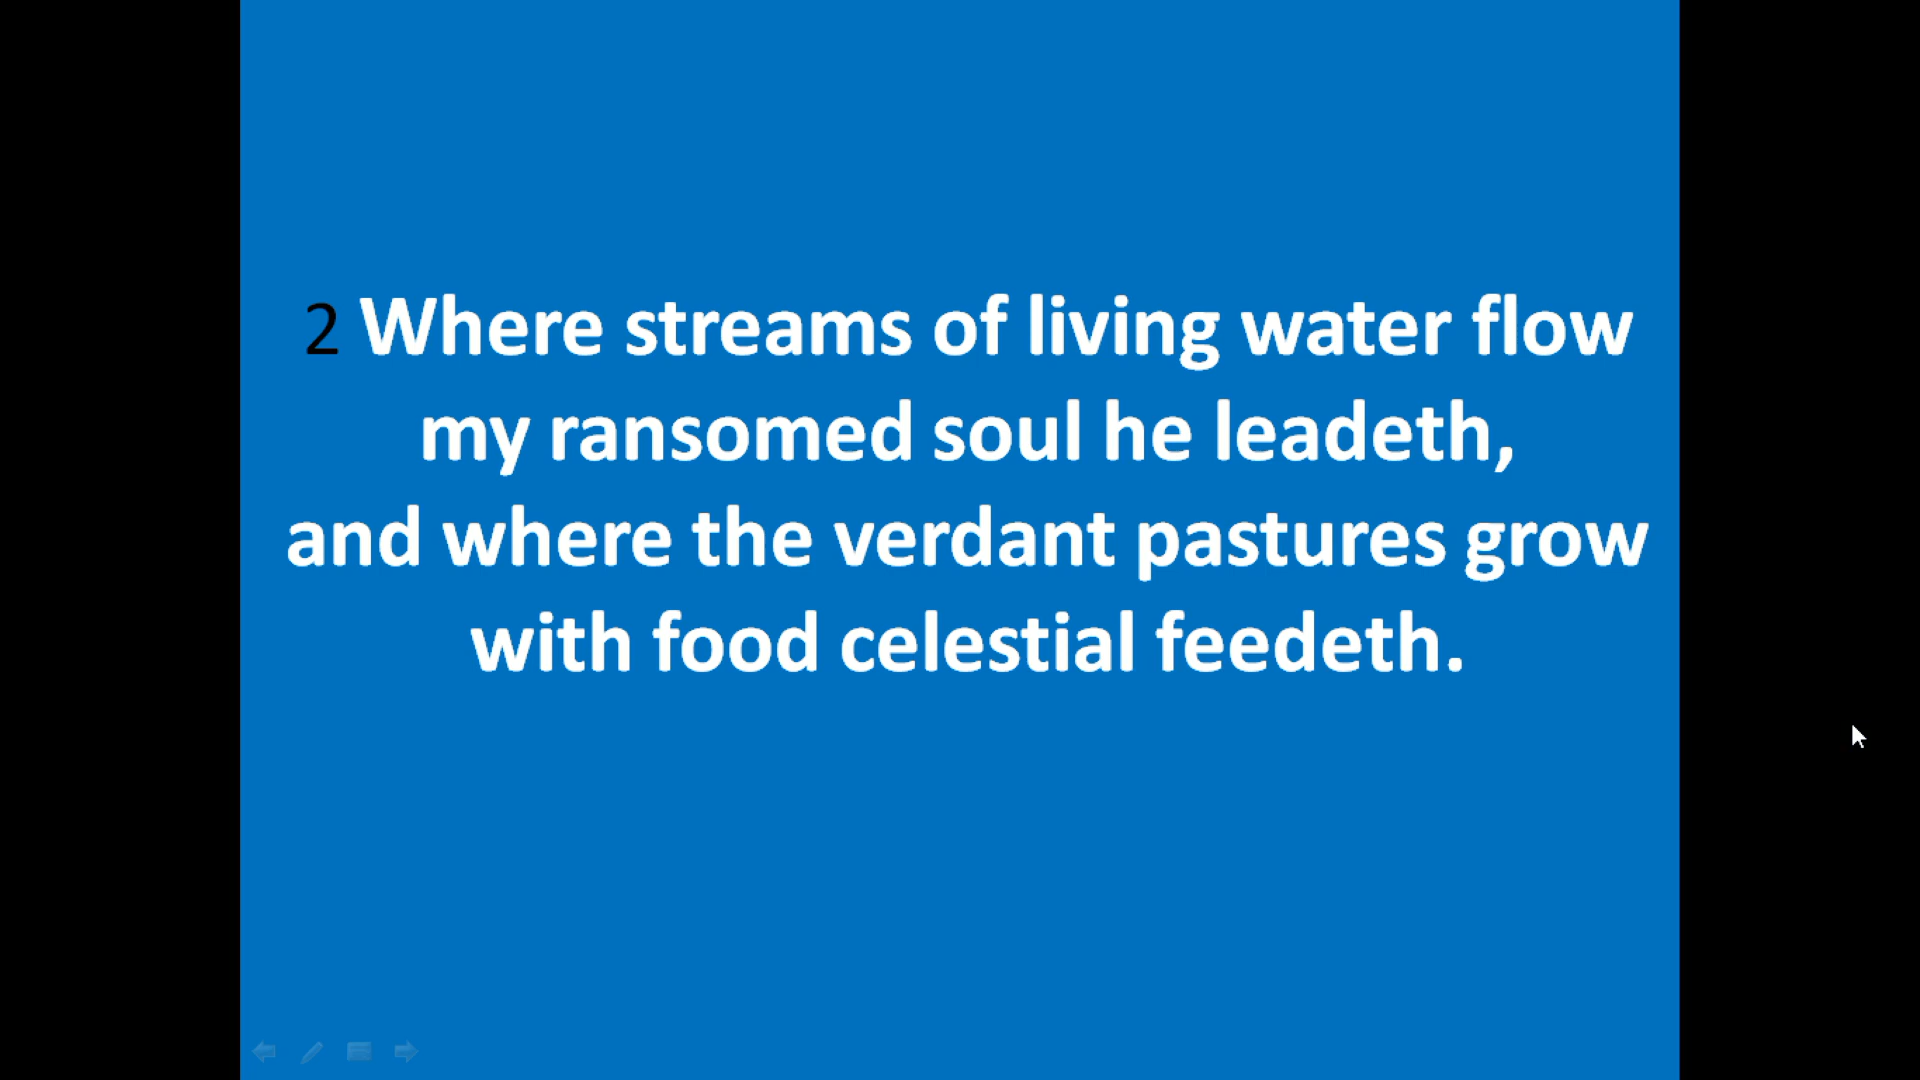 2 Where streams of living water flow
my ransomed soul he leadeth,
and where the verdant pastures grow
with food celestial feedeth.